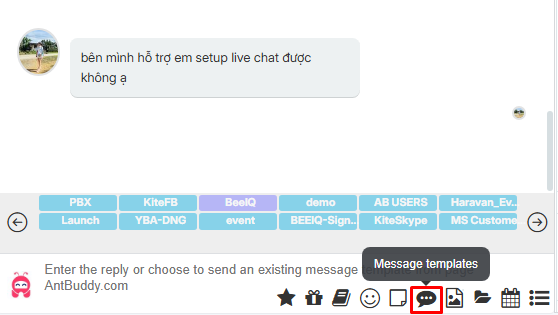 bên mình hỗ trợ em setup live chat được
không ạ
PBX KiteFB BeeIQ demo AB USERS Haravan_Ev..
Launch YBA-DNG event BEEIQ-Sign.. KiteSkype MS Custome
Message templates
Enter the reply or choose to send an existing message
AntBuddy.com